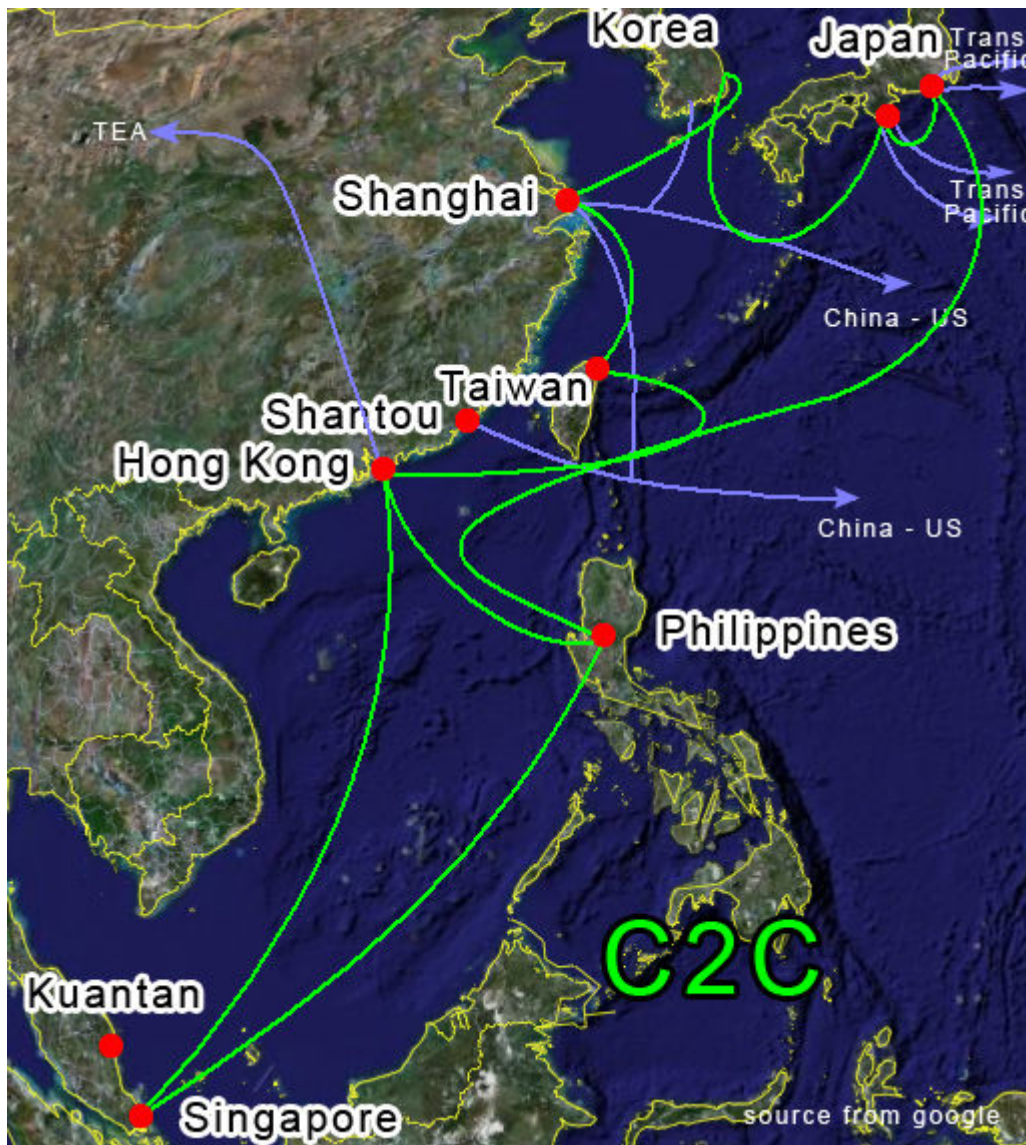 Korea
Japan
Trans
Pacific
TEA
Shanghai
Trans
Pacific
China - US
Taiwan
Shantou
Hong Kong
China - US
Philippines
C2C
Kuantan
Singapore
source from google